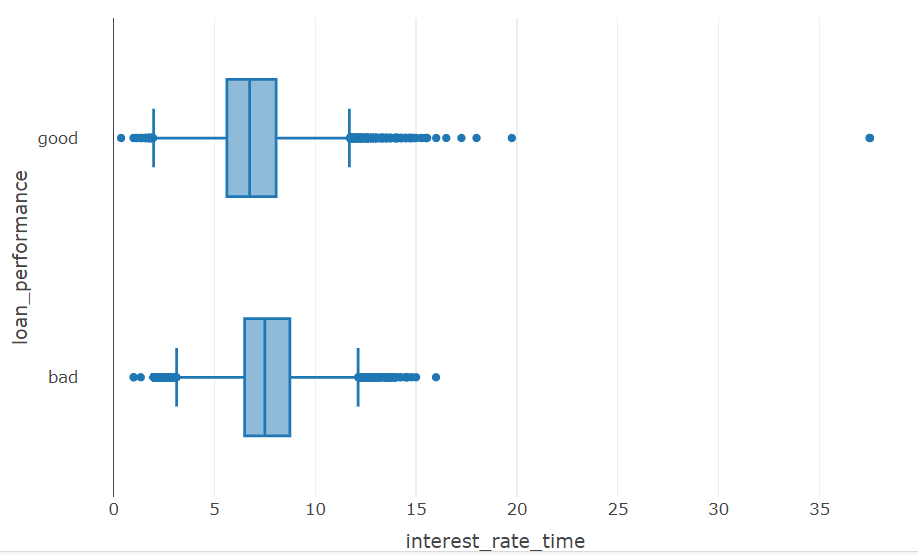 good
bad
loan_performance
0 5 10 15 20 25 30 35
interest_rate_time